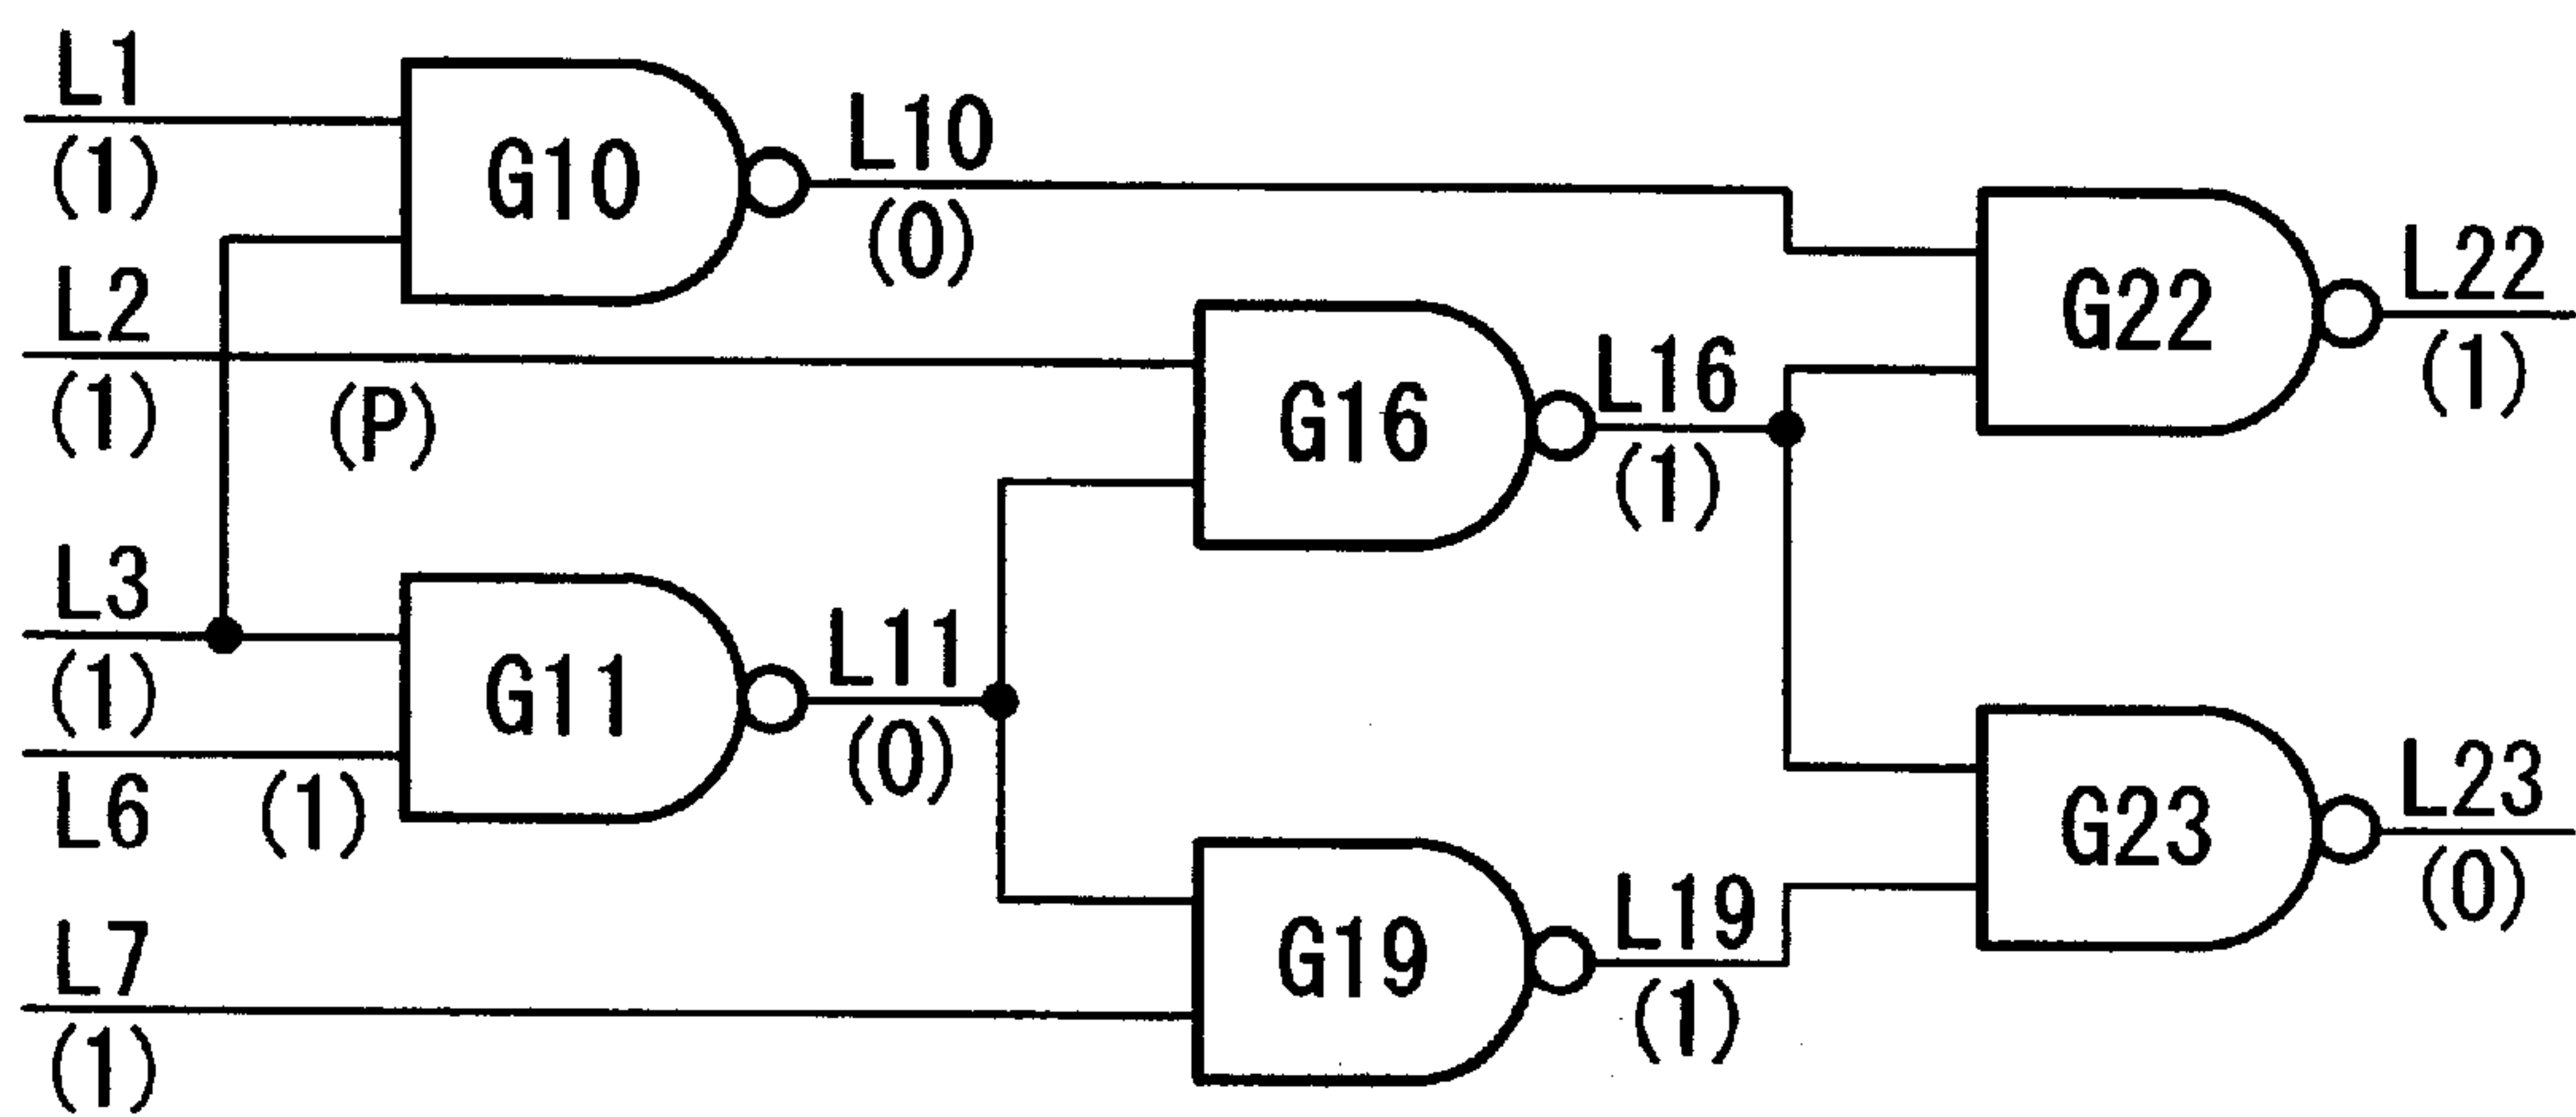 L1
(1)
G10
L10
(0)
L2
(1)
(P)
G16
L16
(1)
G22
L22
(1)
L3
(1)
G11
L11
(0)
L6
(1)
L7
(1)
G19
L19
(1)
G23
L23
(0)